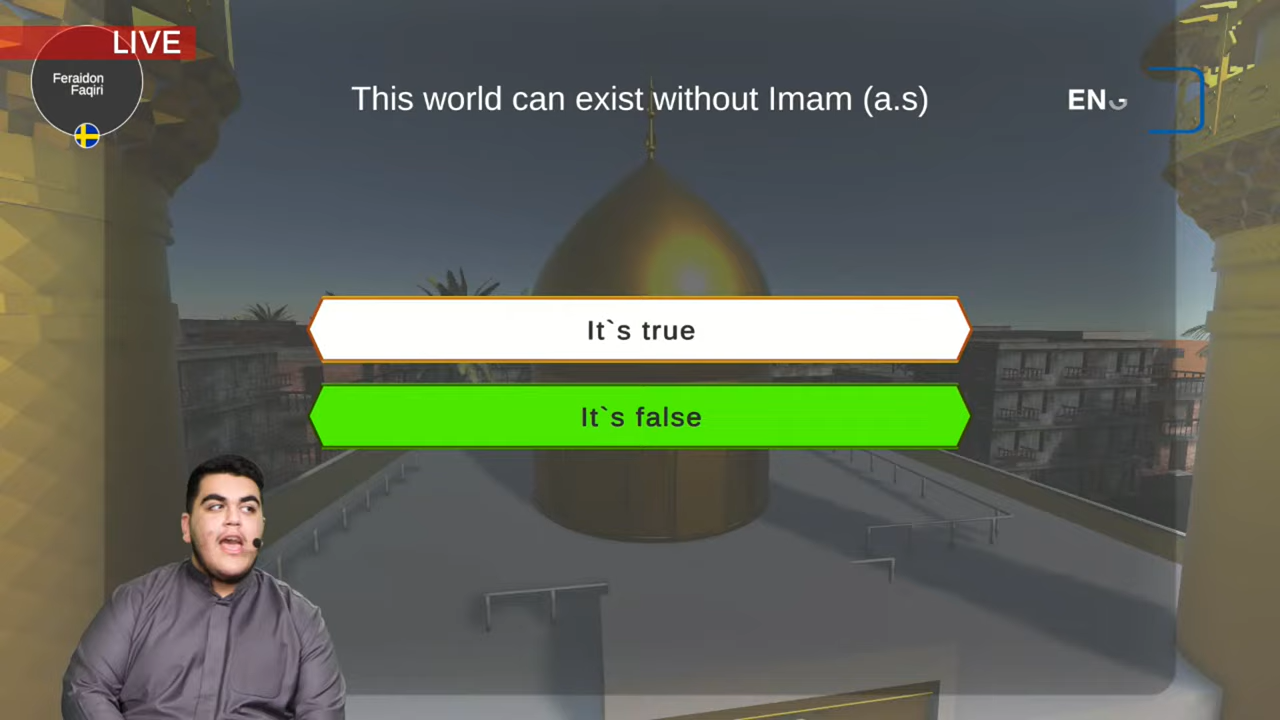 LIVE
Feraidon
Faqiri
This world can exist without Imam (a.s)
EN
It`s true
It`s false